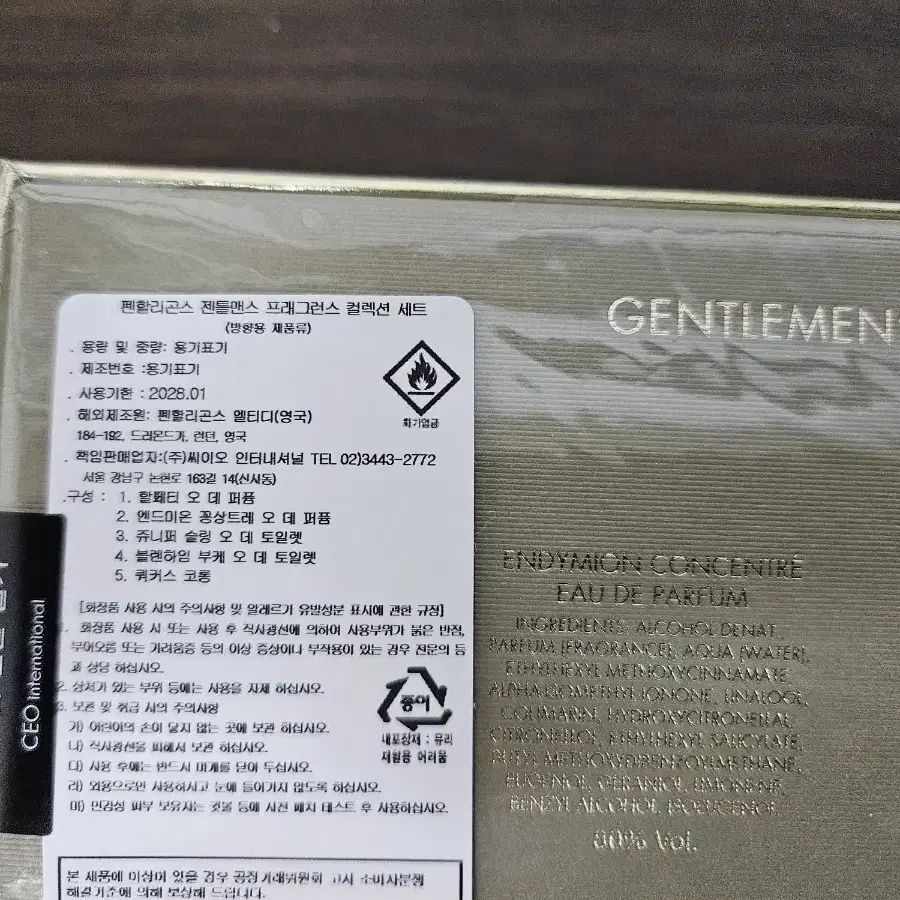 펜할리곤스 젠틀맨스 프래그런스 컬렉션 세트
(방향용 제품류)
. 용량 및 중량: 용기표기
. 제조번호 :용기표기
. 사용기한 : 2028.01
. 해외제조원: 펜할리곤스 엘티디(영국)
184-192, 드러몬드가, 런던, 영국
. 책임판매업자:(주)씨이오 인터내셔널 TEL 02)3443-2772
서울 강남구 논현로 163길 14(신사동)
.구성 : 1. 할페티 오 데 퍼퓸
2. 엔드미온 꽁상트레 오 데 퍼퓸
3. 쥬니퍼 슬링 오 데 토일렛
4. 블렌하임 부케 오 데 토일렛
5. 쿼커스 코롱
화기엄금
[화장품 사용 시의 주의사항 및 알레르기 유발성분 표시에 관한 규정]
1. 화장품 사용 시 또는 사용 후 직사광선에 의하여 사용부위가 붉은 반점,
부어오름 또는 가려움증 등의 이상 증상이나 부작용이 있는 경우 전문의 등
과 상담 하십시오.
2. 상처가 있는 부위 등에는 사용을 자제 하십시오.
3. 보관 및 취급 시의 주의사항
가) 어린이의 손이 닿지 않는 곳에 보관 하십시오.
나) 직사광선을 피해서 보관 하십시오.
다) 사용 후에는 반드시 마개를 닫아 두십시오.
라) 외용으로만 사용하시고 눈에 들어가지 않도록 하십시오.
마) 민감성 피부 보유자는 귓볼 등에 사전 패치 테스트 후 사용하십시오.
종이
내포장재 : 유리
재활용 어려움
본 제품에 이상이 있을 경우 공정거래위원회 고시 소비자분쟁
해결기준에 의해 보상해 드립니다.
CEO International
GENTLEMEN'
ENDYMION CONCENTRÉ
EAU DE PARFUM
INGREDIENTS: ALCOHOL DENAT.
PARFUM (FRAGRANCE), AQUA (WATER),
ETHYLHEXYL METHOXYCINNAMATE,
ALPHA-ISOMETHYL IONONE, LINALOOL,
COUMARIN, HYDROXYCITRONELLAL,
CITRONELLOL, ETHYLHEXYL SALICYLATE,
BUTYL METHOXYDIBENZOYLMETHANE,
EUGENOL, GERANIOL, LIMONENE,
BENZYL ALCOHOL, ISOEUGENOL.
80% Vol.